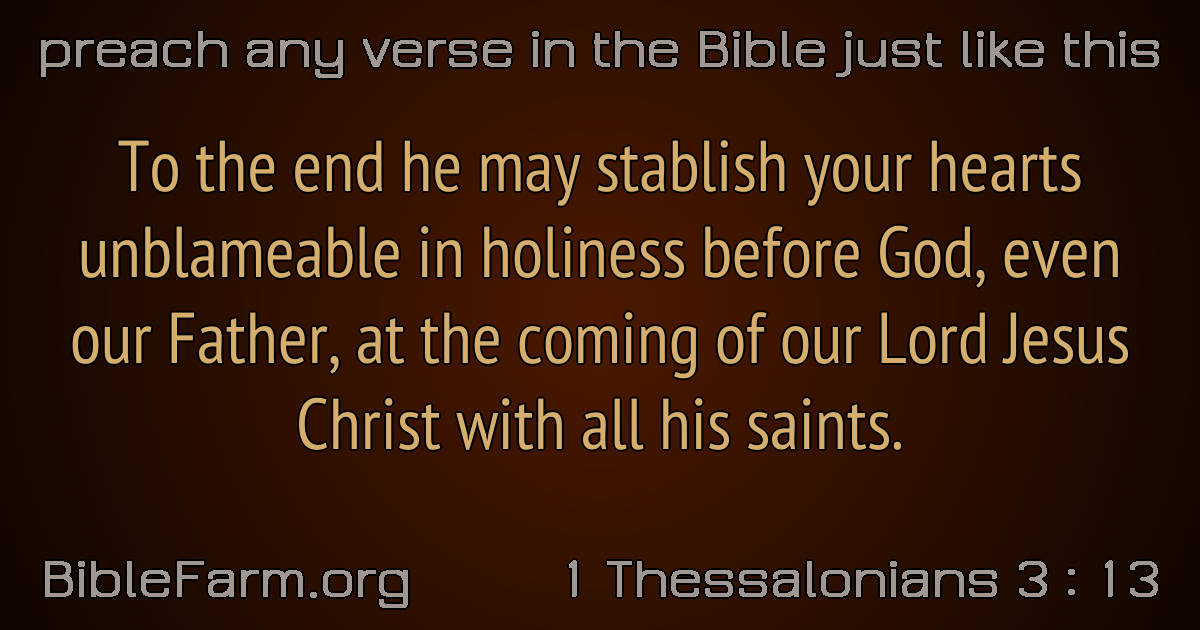 preach any verse in the Bible just like this
To the end he may stablish your hearts
unblameable in holiness before God, even
our Father, at the coming of our Lord Jesus
Christ with all his saints.
BibleFarm.org
1 Thessalonians 3 : 13